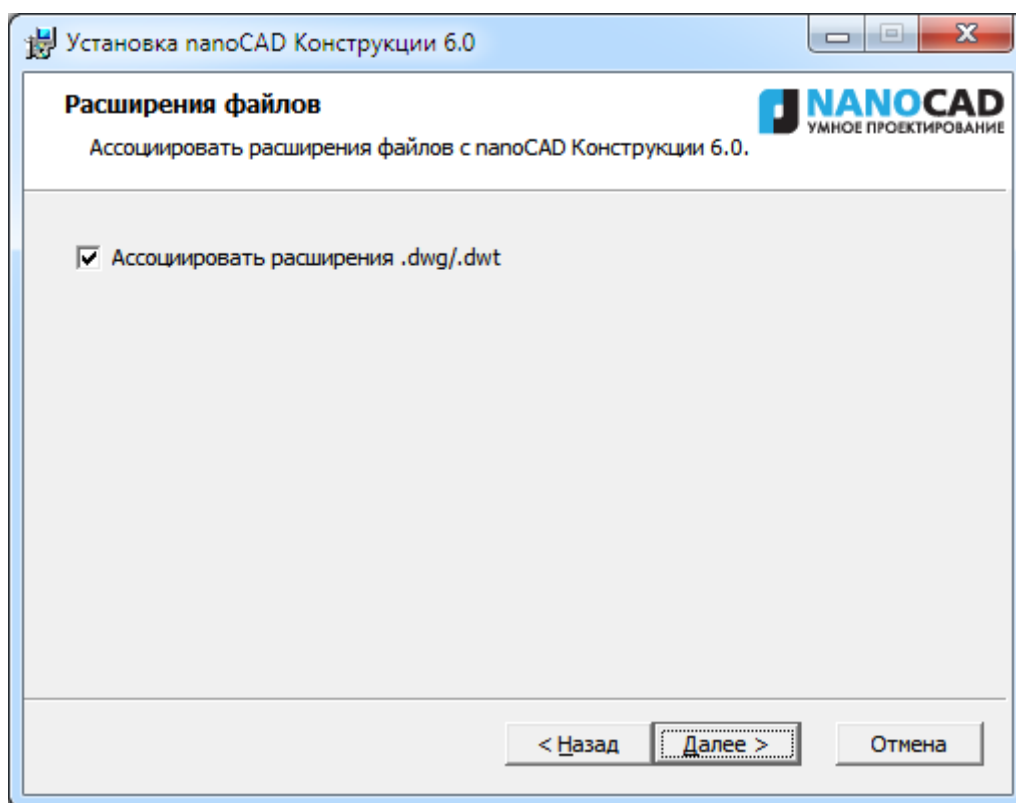 Установка nanoCAD Конструкции 6.0
Расширения файлов
NANOCAD
УМНОЕ ПРОЕКТИРОВАНИЕ
Ассоциировать расширения файлов с nanoCAD Конструкции 6.0.
Ассоциировать расширения .dwg/.dwt
< Назад
Далее >
Отмена